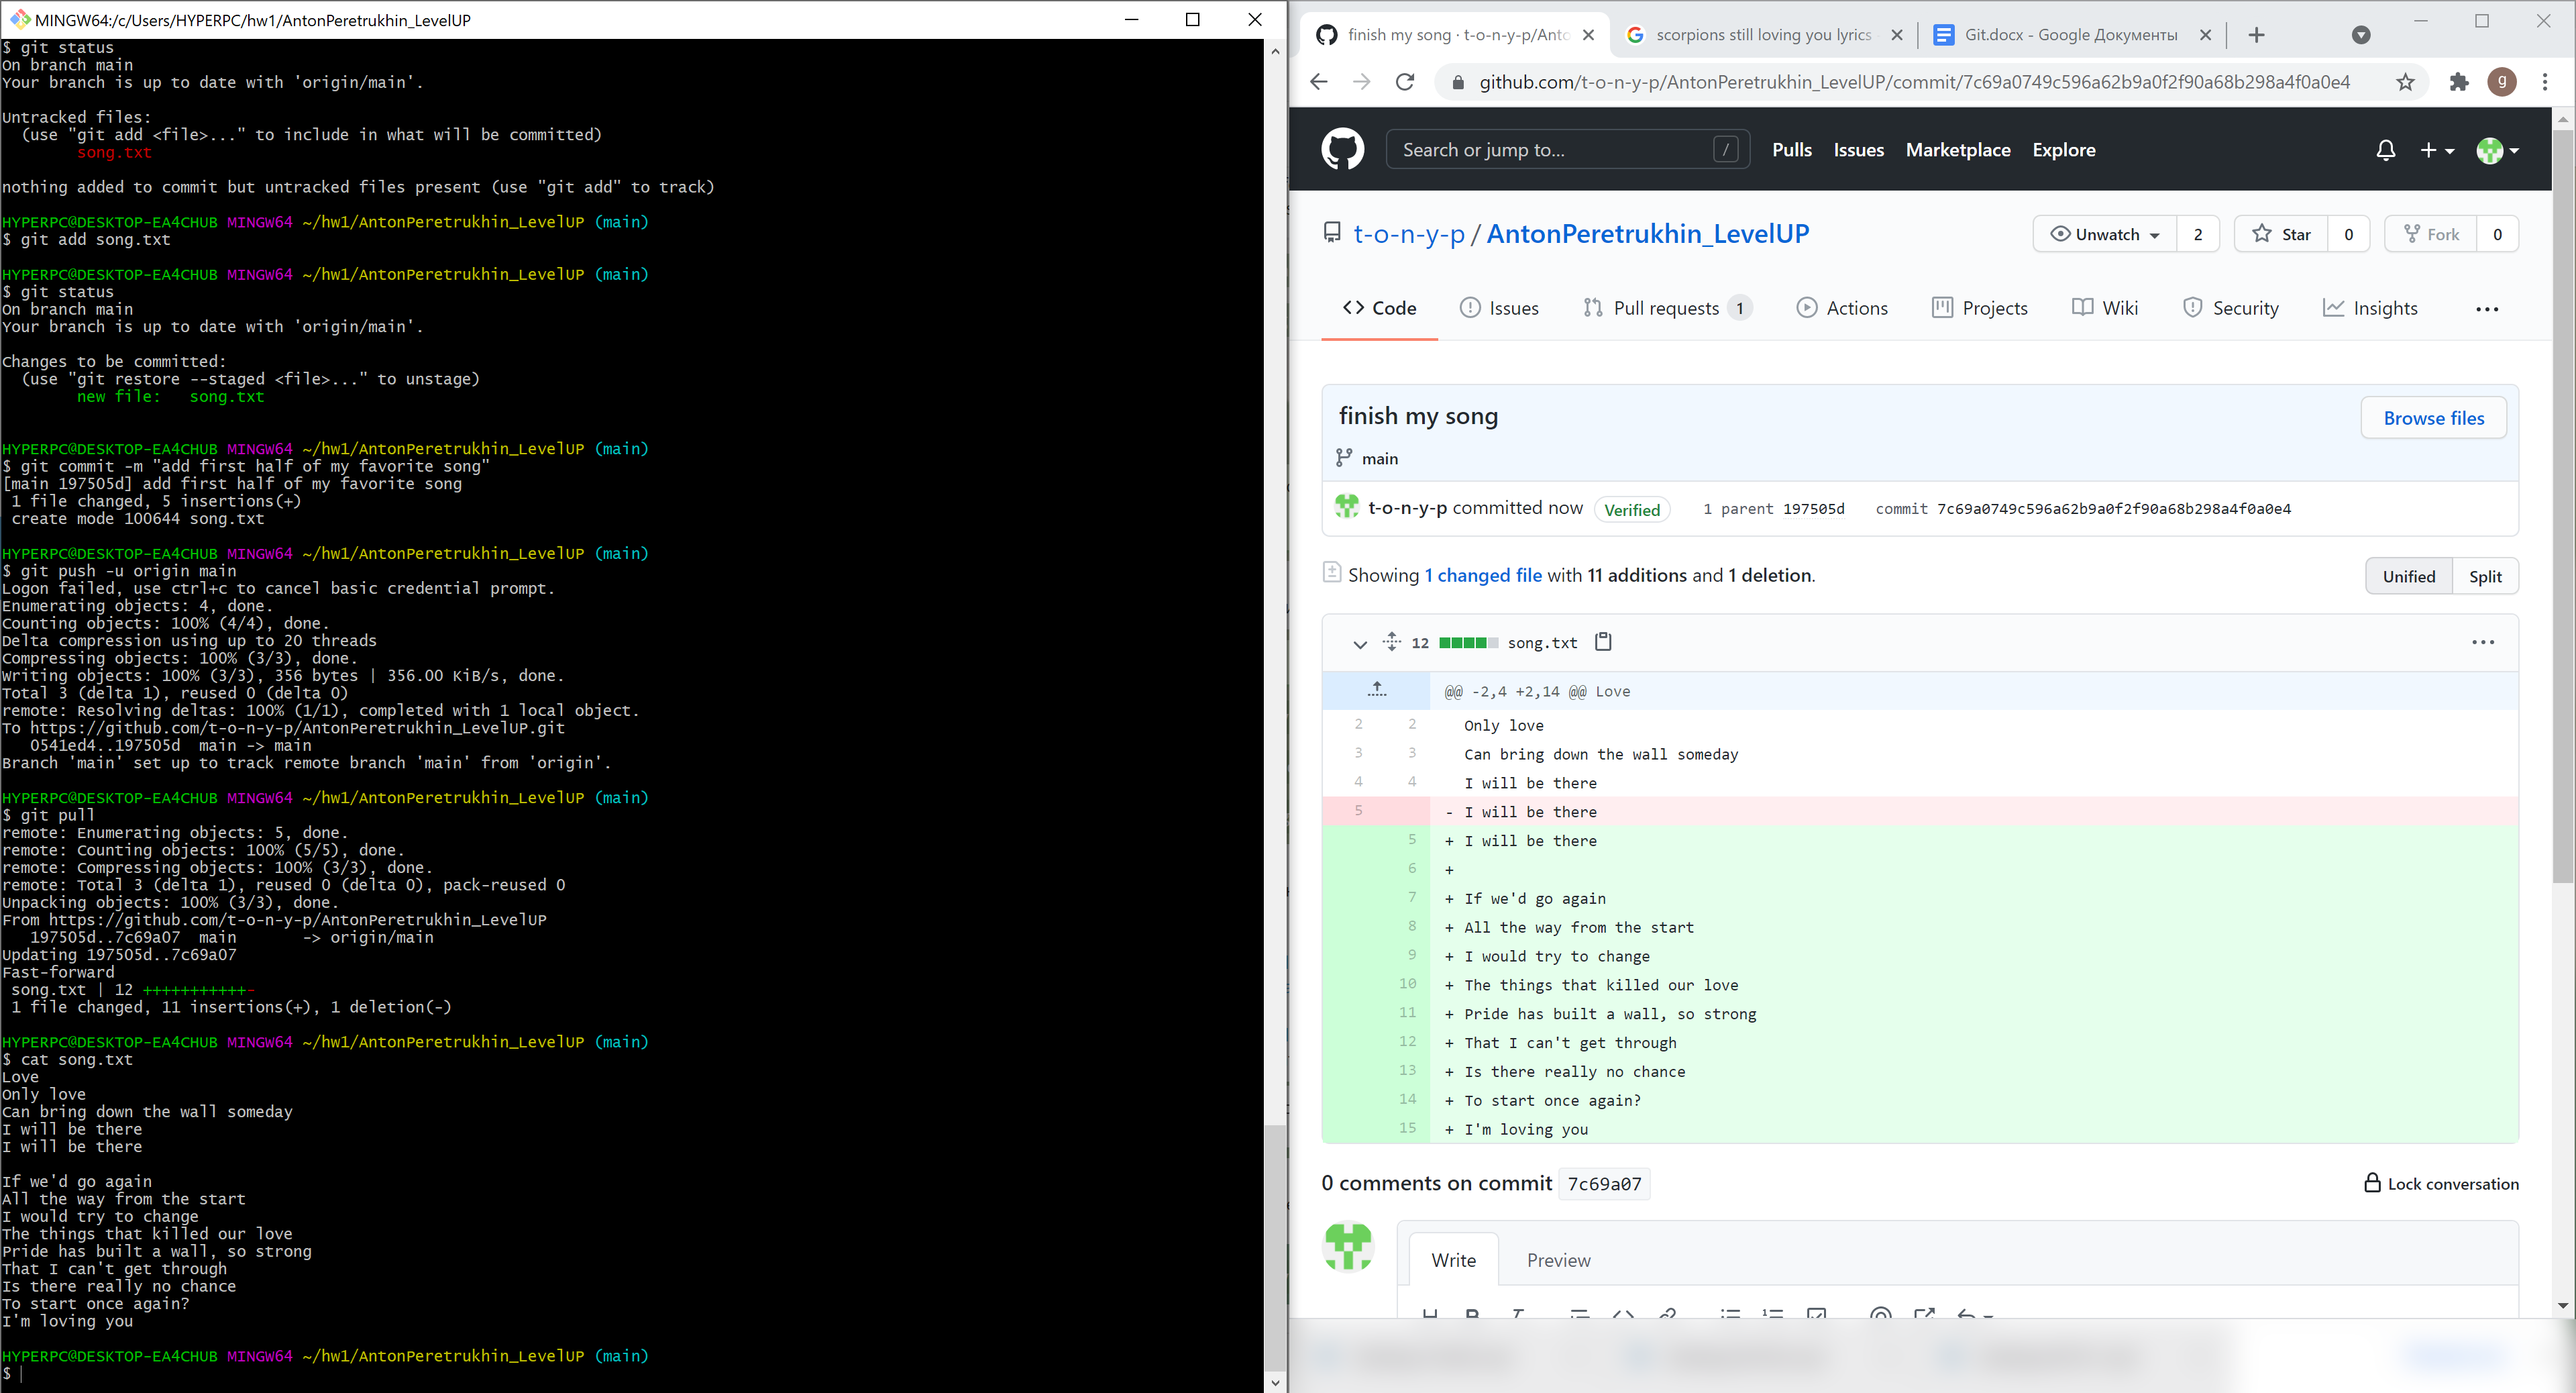 MINGW64:/c/Users/HYPERPC/hw1/AntonPeretrukhin_LevelUP
$ git status
On branch main
Your branch is up to date with 'origin/main'.
Untracked files:
(use "git add <file>..." to include in what will be committed)
song.txt
nothing added to commit but untracked files present (use "git add" to track)
HYPERPC@DESKTOP-EA4CHUB MINGW64 ~/hw1/AntonPeretrukhin_LevelUP (main)
$ git add song.txt
HYPERPC@DESKTOP-EA4CHUB MINGW64 ~/hw1/AntonPeretrukhin_LevelUP (main)
$ git status
On branch main
Your branch is up to date with 'origin/main'.
Changes to be committed:
(use "git restore --staged <file>..." to unstage)
new file:   song.txt
HYPERPC@DESKTOP-EA4CHUB MINGW64 ~/hw1/AntonPeretrukhin_LevelUP (main)
$ git commit -m "add first half of my favorite song"
[main 197505d] add first half of my favorite song
1 file changed, 5 insertions(+)
create mode 100644 song.txt
HYPERPC@DESKTOP-EA4CHUB MINGW64 ~/hw1/AntonPeretrukhin_LevelUP (main)
$ git push -u origin main
Logon failed, use ctrl+c to cancel basic credential prompt.
Enumerating objects: 4, done.
Counting objects: 100% (4/4), done.
Delta compression using up to 20 threads
Compressing objects: 100% (3/3), done.
Writing objects: 100% (3/3), 356 bytes | 356.00 KiB/s, done.
Total 3 (delta 1), reused 0 (delta 0)
remote: Resolving deltas: 100% (1/1), completed with 1 local object.
To https://github.com/t-o-n-y-p/AntonPeretrukhin_LevelUP.git
0541ed4..197505d  main -> main
Branch 'main' set up to track remote branch 'main' from 'origin'.
HYPERPC@DESKTOP-EA4CHUB MINGW64 ~/hw1/AntonPeretrukhin_LevelUP (main)
$ git pull
remote: Enumerating objects: 5, done.
remote: Counting objects: 100% (5/5), done.
remote: Compressing objects: 100% (3/3), done.
remote: Total 3 (delta 1), reused 0 (delta 0), pack-reused 0
Unpacking objects: 100% (3/3), done.
From https://github.com/t-o-n-y-p/AntonPeretrukhin_LevelUP
197505d..7c69a07  main       -> origin/main
Updating 197505d..7c69a07
Fast-forward
song.txt | 12 +++++++++++-
1 file changed, 11 insertions(+), 1 deletion(-)
HYPERPC@DESKTOP-EA4CHUB MINGW64 ~/hw1/AntonPeretrukhin_LevelUP (main)
$ cat song.txt
Love
Only love
Can bring down the wall someday
I will be there
I will be there
If we'd go again
All the way from the start
I would try to change
The things that killed our love
Pride has built a wall, so strong
That I can't get through
Is there really no chance
To start once again?
I'm loving you
HYPERPC@DESKTOP-EA4CHUB MINGW64 ~/hw1/AntonPeretrukhin_LevelUP (main)
$
finish my song · t-o-n-y-p/Anto
scorpions still loving you lyrics
Git.docx - Google Документы
github.com/t-o-n-y-p/AntonPeretrukhin_LevelUP/commit/7c69a0749c596a62b9a0f2f90a68b298a4f0a0e4
g
Search or jump to... /
Pulls Issues Marketplace Explore
t-o-n-y-p / AntonPeretrukhin_LevelUP
Unwatch 2 Star 0 Fork 0
Code Issues Pull requests 1 Actions Projects Wiki Security Insights
finish my song
Browse files
main
t-o-n-y-p committed now Verified 1 parent 197505d commit 7c69a0749c596a62b9a0f2f90a68b298a4f0a0e4
Showing 1 changed file with 11 additions and 1 deletion.
Unified Split
12 song.txt
@@ -2,4 +2,14 @@ Love
2 2 Only love
3 3 Can bring down the wall someday
4 4 I will be there
5 - I will be there
5 + I will be there
6 +
7 + If we'd go again
8 + All the way from the start
9 + I would try to change
10 + The things that killed our love
11 + Pride has built a wall, so strong
12 + That I can't get through
13 + Is there really no chance
14 + To start once again?
15 + I'm loving you
0 comments on commit 7c69a07
Lock conversation
Write Preview